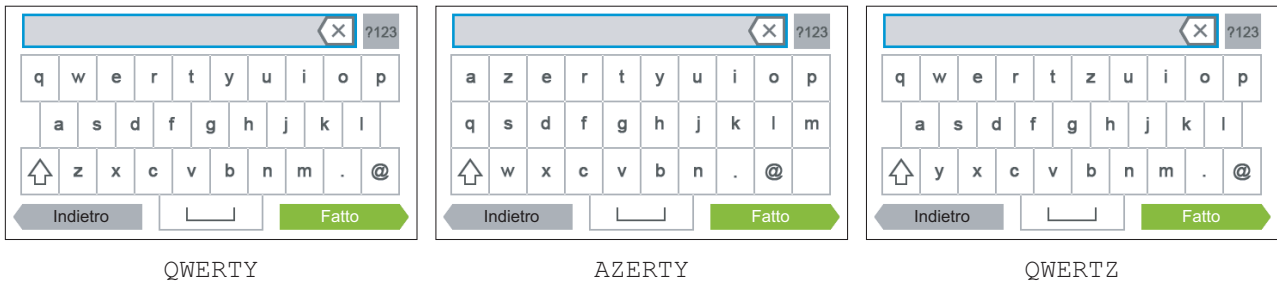 ?123 ?123 ?123
q w e r t y u i o p a z e r t y u i o p q w e r t z u i o p
a s d f g h j k l q s d f g h j k l m a s d f g h j k l
z x c v b n m . @ w x c v b n . @ y x c v b n m . @
Indietro Fatto Indietro Fatto Indietro Fatto
QWERTY AZERTY QWERTZ